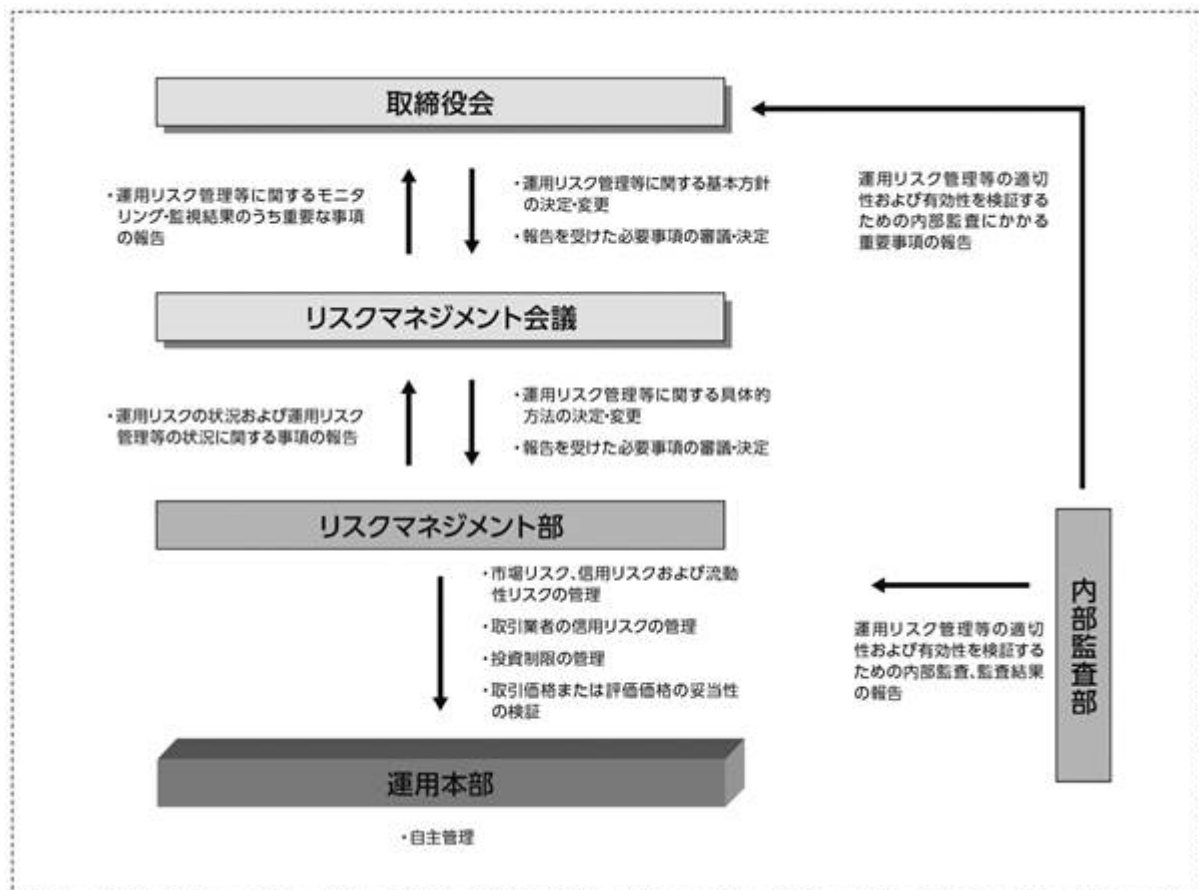 取締役会
・運用リスク管理等に関するモニタ
リング・監視結果のうち重要な事項
の報告
・運用リスク管理等に関する基本方針
の決定・変更
・報告を受けた必要事項の審議・決定
運用リスク管理等の適切
性および有効性を検証する
ための内部監査にかかる
重要事項の報告
リスクマネジメント会議
・運用リスクの状況および運用リスク
管理等の状況に関する事項の報告
・運用リスク管理等に関する具体的
方法の決定・変更
・報告を受けた必要事項の審議・決定
リスクマネジメント部
・市場リスク、信用リスクおよび流動
性リスクの管理
・取引業者の信用リスクの管理
・投資制限の管理
・取引価格または評価価格の妥当性
の検証
運用リスク管理等の適切
性および有効性を検証する
ための内部監査、監査結果
の報告
内部監査部
運用本部
・自主管理